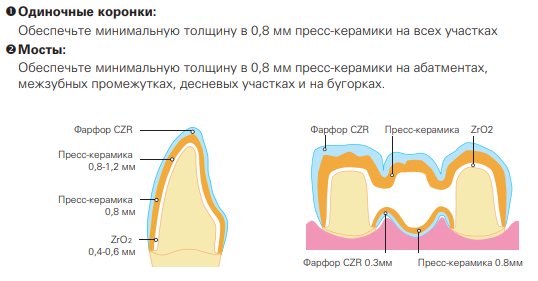 ❶ Одиночные коронки:
Обеспечьте минимальную толщину в 0,8 мм пресс-керамики на всех участках
❷ Мосты:
Обеспечьте минимальную толщину в 0,8 мм пресс-керамики на абатментах,
межзубных промежутках, десневых участках и на бугорках.
Фарфор CZR
Пресс-керамика
0,8-1,2 мм
Пресс-керамика
0,8 мм
ZrO2
0,4-0,6 мм
Фарфор CZR
Пресс-керамика
ZrO2
Фарфор CZR 0.3мм
Пресс-керамика 0.8мм